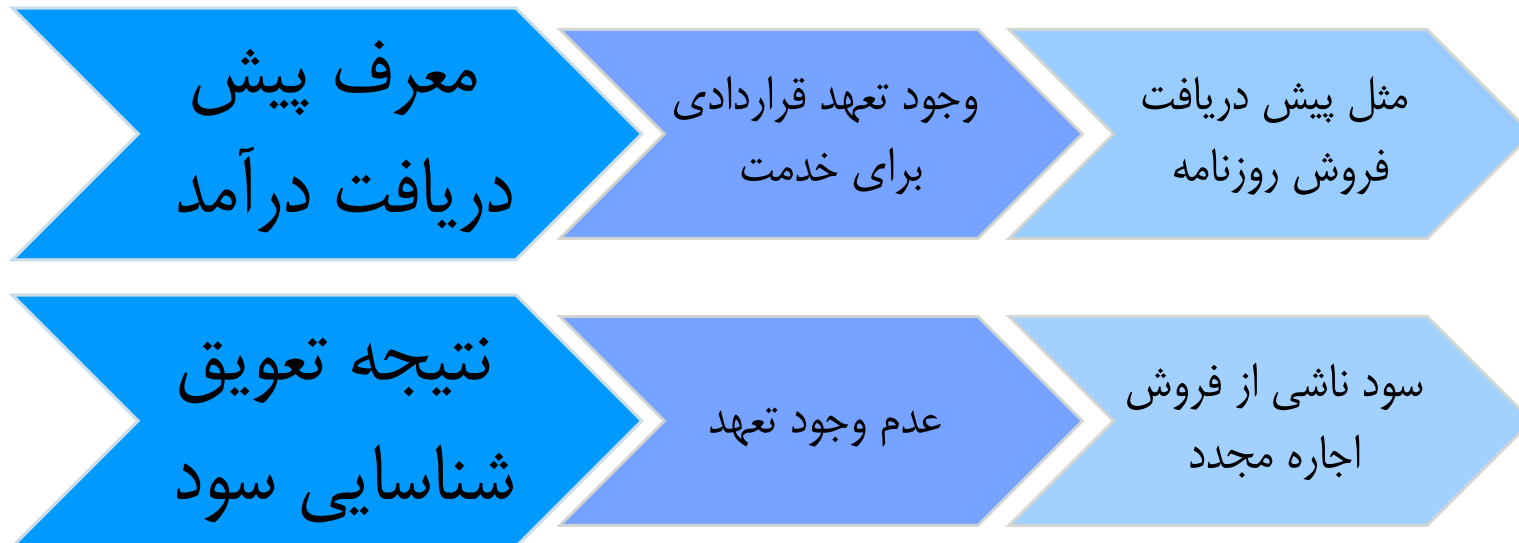 معرف پیش
دریافت درآمد
وجود تعهد قراردادی
برای خدمت
مثل پیش دریافت
فروش روزنامه
نتیجه تعویق
شناسایی سود
عدم وجود تعهد
سود ناشی از فروش
اجاره مجدد